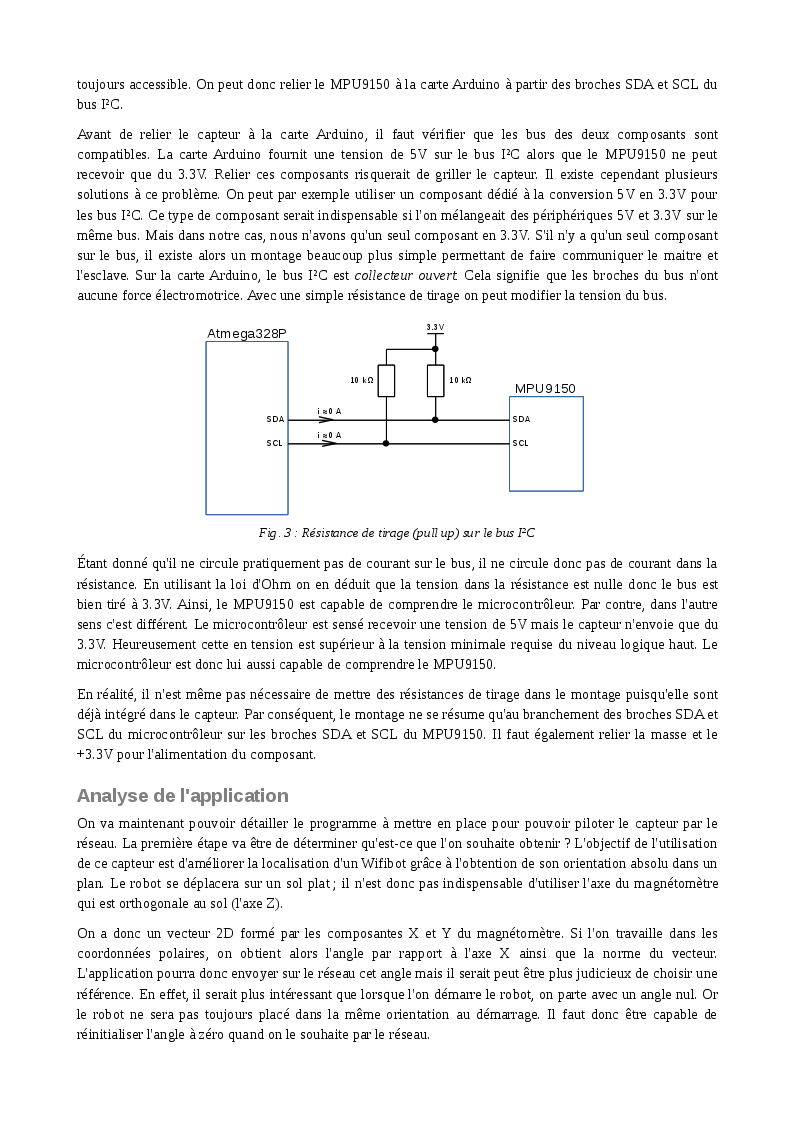 toujours accessible. On peut donc relier le MPU9150 à la carte Arduino à partir des broches SDA et SCL du
bus I²C.
Avant de relier le capteur à la carte Arduino, il faut vérifier que les bus des deux composants sont
compatibles. La carte Arduino fournit une tension de 5V sur le bus I²C alors que le MPU9150 ne peut
recevoir que du 3.3V. Relier ces composants risquerait de griller le capteur. Il existe cependant plusieurs
solutions à ce problème. On peut par exemple utiliser un composant dédié à la conversion 5V en 3.3V pour
les bus I²C. Ce type de composant serait indispensable si l'on mélangeait des périphériques 5V et 3.3V sur le
même bus. Mais dans notre cas, nous n'avons qu'un seul composant en 3.3V. S'il n'y a qu'un seul composant
sur le bus, il existe alors un montage beaucoup plus simple permettant de faire communiquer le maitre et
l'esclave. Sur la carte Arduino, le bus I²C est collecteur ouvert. Cela signifie que les broches du bus n'ont
aucune force électromotrice. Avec une simple résistance de tirage on peut modifier la tension du bus.
3.3V
Atmega328P
10 kΩ
10 kΩ
MPU9150
i ≈0 A
SDA
SDA
i ≈0 A
SCL
SCL
Fig. 3 : Résistance de tirage (pull up) sur le bus I²C
Étant donné qu'il ne circule pratiquement pas de courant sur le bus, il ne circule donc pas de courant dans la
résistance. En utilisant la loi d'Ohm on en déduit que la tension dans la résistance est nulle donc le bus est
bien tiré à 3.3V. Ainsi, le MPU9150 est capable de comprendre le microcontrôleur. Par contre, dans l'autre
sens c'est différent. Le microcontrôleur est sensé recevoir une tension de 5V mais le capteur n'envoie que du
3.3V. Heureusement cette en tension est supérieur à la tension minimale requise du niveau logique haut. Le
microcontrôleur est donc lui aussi capable de comprendre le MPU9150.
En réalité, il n'est même pas nécessaire de mettre des résistances de tirage dans le montage puisqu'elle sont
déjà intégré dans le capteur. Par conséquent, le montage ne se résume qu'au branchement des broches SDA et
SCL du microcontrôleur sur les broches SDA et SCL du MPU9150. Il faut également relier la masse et le
+3.3V pour l'alimentation du composant.
Analyse de l'application
On va maintenant pouvoir détailler le programme à mettre en place pour pouvoir piloter le capteur par le
réseau. La première étape va être de déterminer qu'est-ce que l'on souhaite obtenir ? L'objectif de l'utilisation
de ce capteur est d'améliorer la localisation d'un Wifibot grâce à l'obtention de son orientation absolu dans un
plan. Le robot se déplacera sur un sol plat ; il n'est donc pas indispensable d'utiliser l'axe du magnétomètre
qui est orthogonale au sol (l'axe Z).
On a donc un vecteur 2D formé par les composantes X et Y du magnétomètre. Si l'on travaille dans les
coordonnées polaires, on obtient alors l'angle par rapport à l'axe X ainsi que la norme du vecteur.
L'application pourra donc envoyer sur le réseau cet angle mais il serait peut être plus judicieux de choisir une
référence. En effet, il serait plus intéressant que lorsque l'on démarre le robot, on parte avec un angle nul. Or
le robot ne sera pas toujours placé dans la même orientation au démarrage. Il faut donc être capable de
réinitialiser l'angle à zéro quand on le souhaite par le réseau.